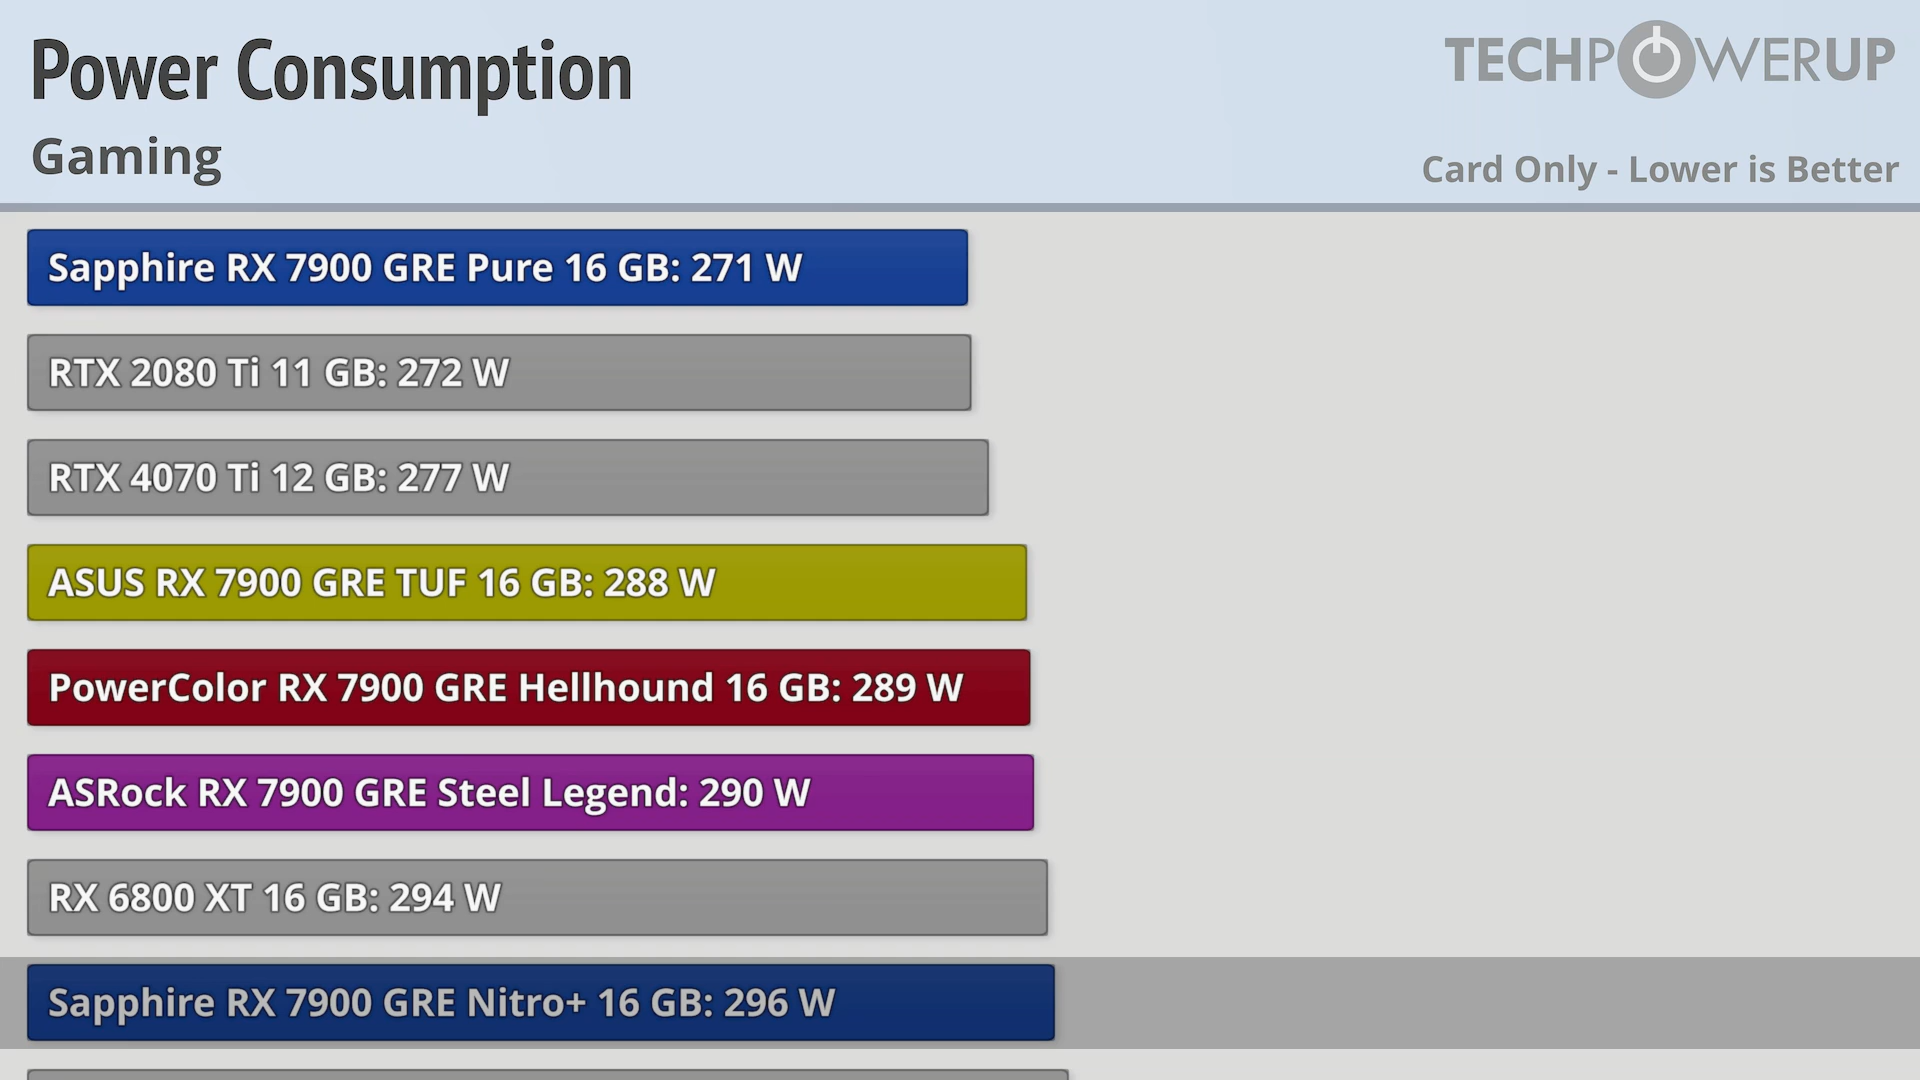 Power Consumption
TECHPOWERUP
Gaming
Card Only - Lower is Better
Sapphire RX 7900 GRE Pure 16 GB: 271 W
RTX 2080 Ti 11 GB: 272 W
RTX 4070 Ti 12 GB: 277 W
ASUS RX 7900 GRE TUF 16 GB: 288 W
PowerColor RX 7900 GRE Hellhound 16 GB: 289 W
ASRock RX 7900 GRE Steel Legend: 290 W
RX 6800 XT 16 GB: 294 W
Sapphire RX 7900 GRE Nitro+ 16 GB: 296 W